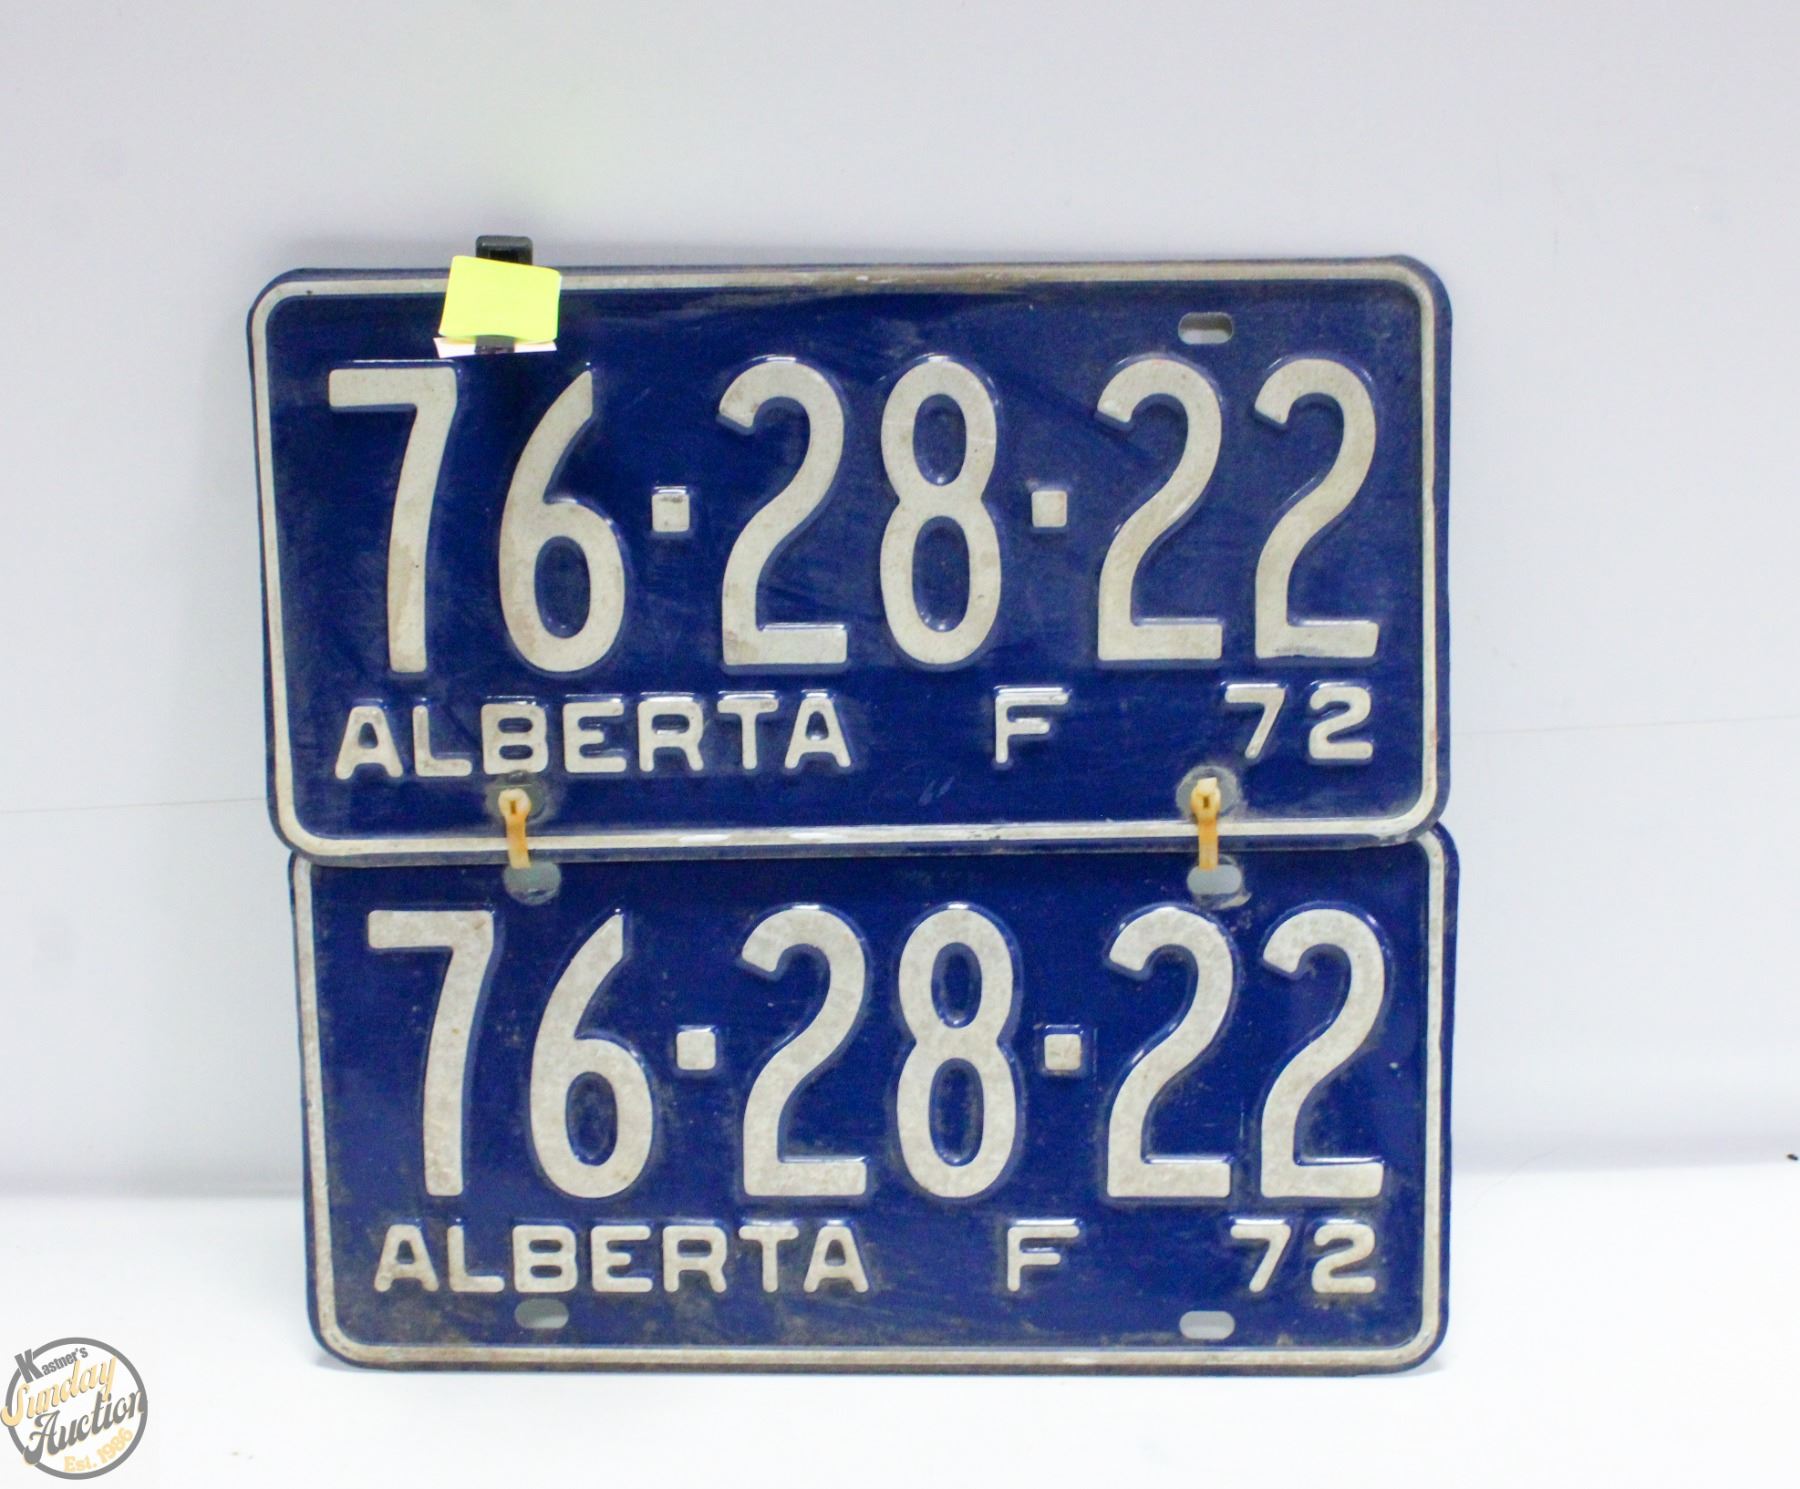 76·28·22
ALBERTA F 72
76·28·22
ALBERTA F 72
Kastner's
Sunday
Auction
Est. 1986